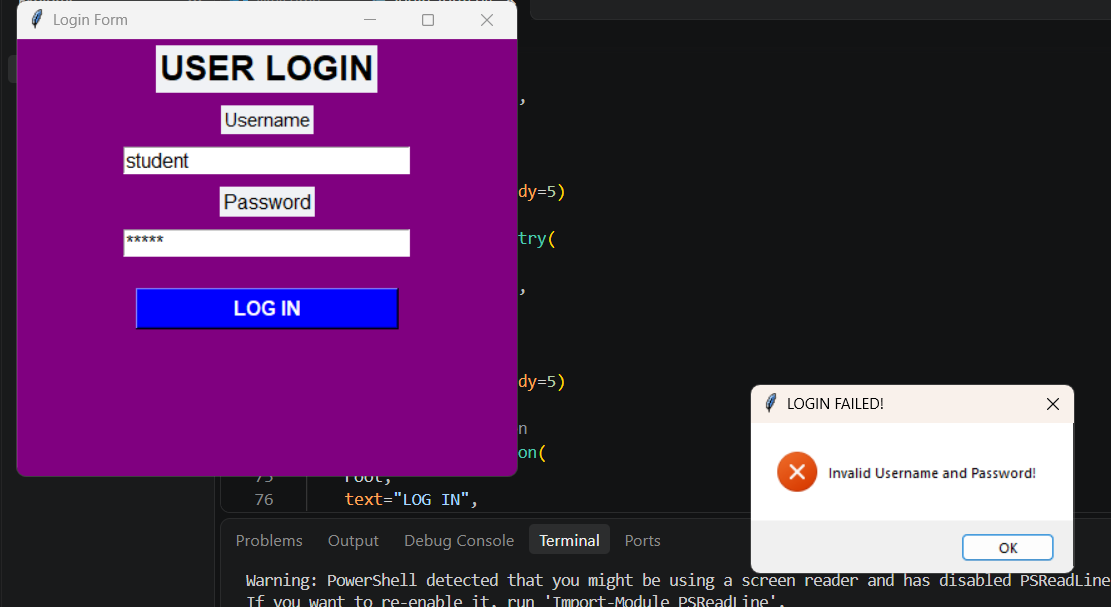 Login Form
USER LOGIN
Username
student
Password
*****
LOG IN
,
dy=5)
try(
,
dy=5)
n
on(
75 root,
76 text="LOG IN",
LOGIN FAILED!
Invalid Username and Password!
OK
Problems Output Debug Console Terminal Ports
Warning: PowerShell detected that you might be using a screen reader and has disabled PSReadLine
If you want to re-enable it, run 'Import-Module PSReadLine'.